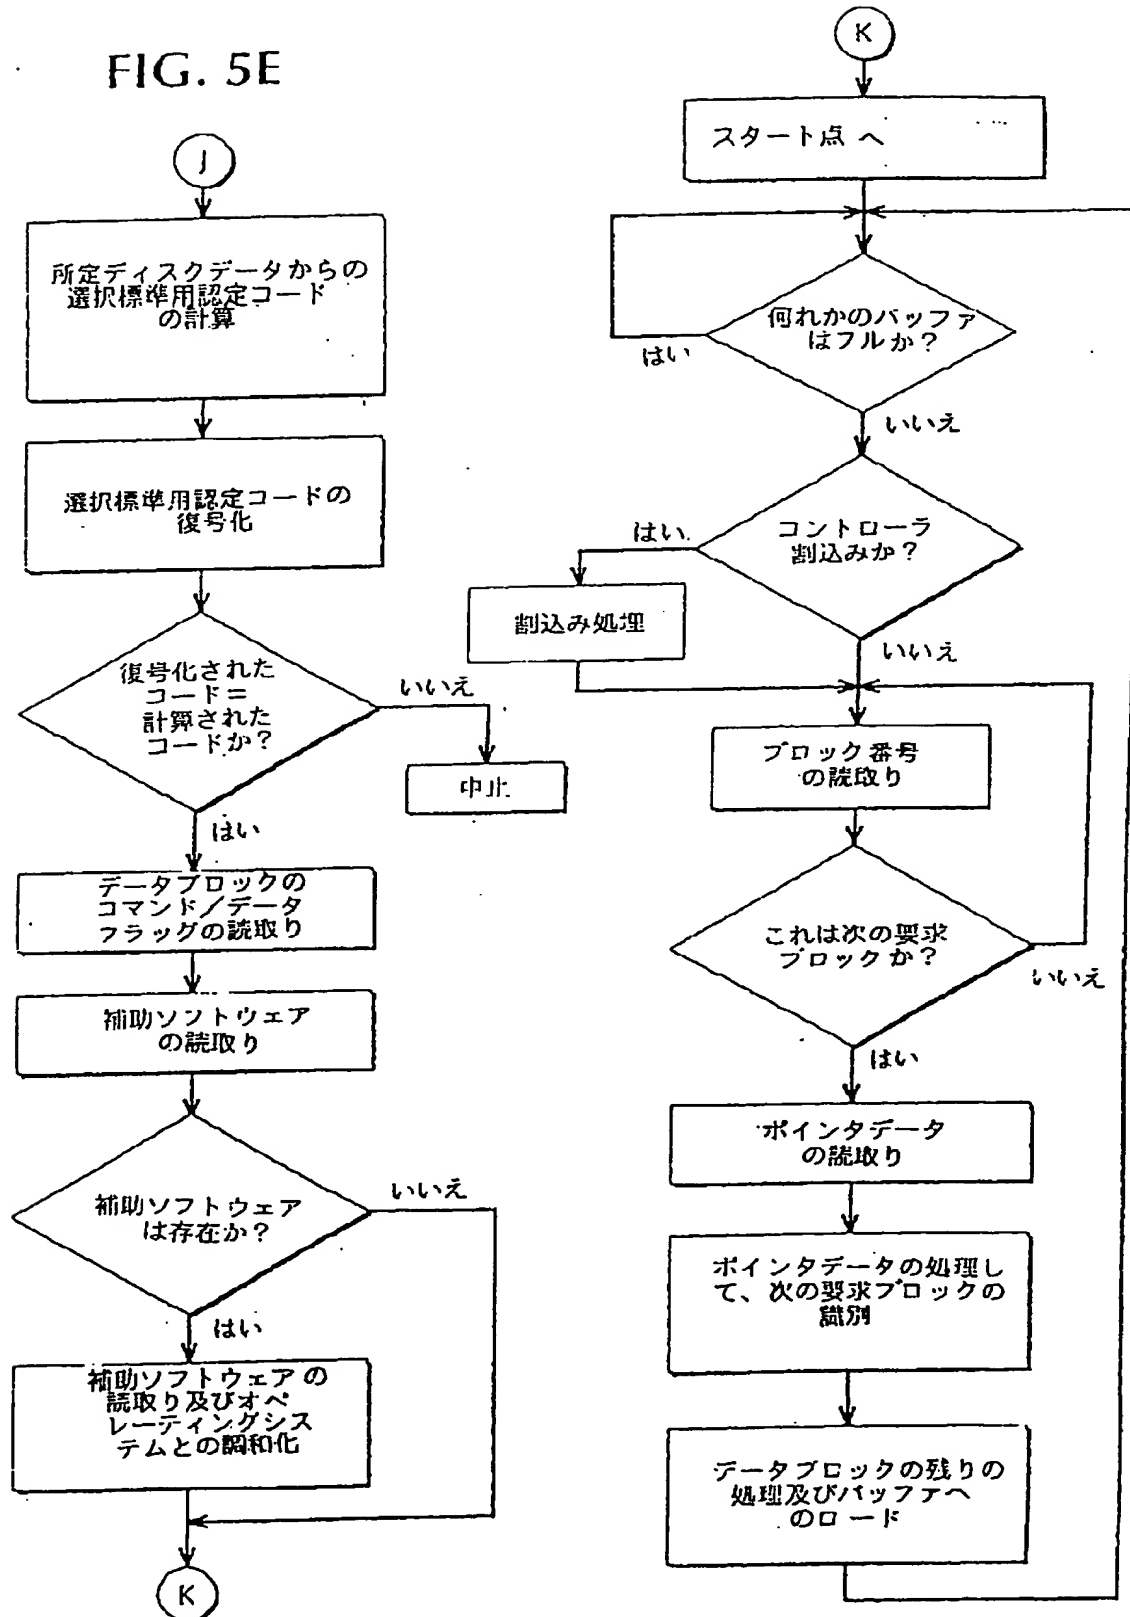 FIG. 5E
J
所定ディスクデータからの
選択標準用認定コード
の計算
選択標準用認定コードの
復号化
復号化された
コード=
計算された
コードか?
いいえ
中止
はい
データブロックの
コマンド/データ
フラッグの読取り
補助ソフトウェア
の読取り
補助ソフトウェア
は存在か?
いいえ
はい
補助ソフトウェアの
読取り及びオペ
レーティングシス
テムとの調和化
K
K
スタート点 へ
何れかのバッファ
はフルか?
はい
いいえ
コントローラ
割込みか?
はい
割込み処理
いいえ
ブロック番号
の読取り
これは次の要求
ブロックか?
いいえ
はい
ポインタデータ
の読取り
ポインタデータの処理し
て、次の要求ブロックの
識別
データブロックの残りの
処理及びバッファへ
のロード